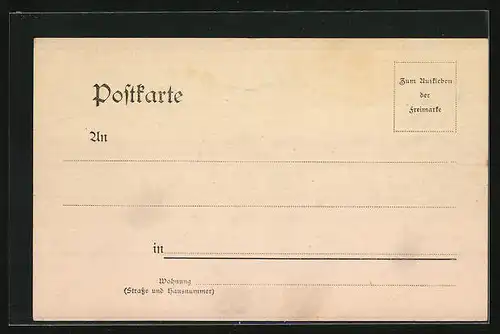 Postkarte
Zum Aufkleben
der
Freimarke
An
in
Wohnung
(Straße und Hausnummer)